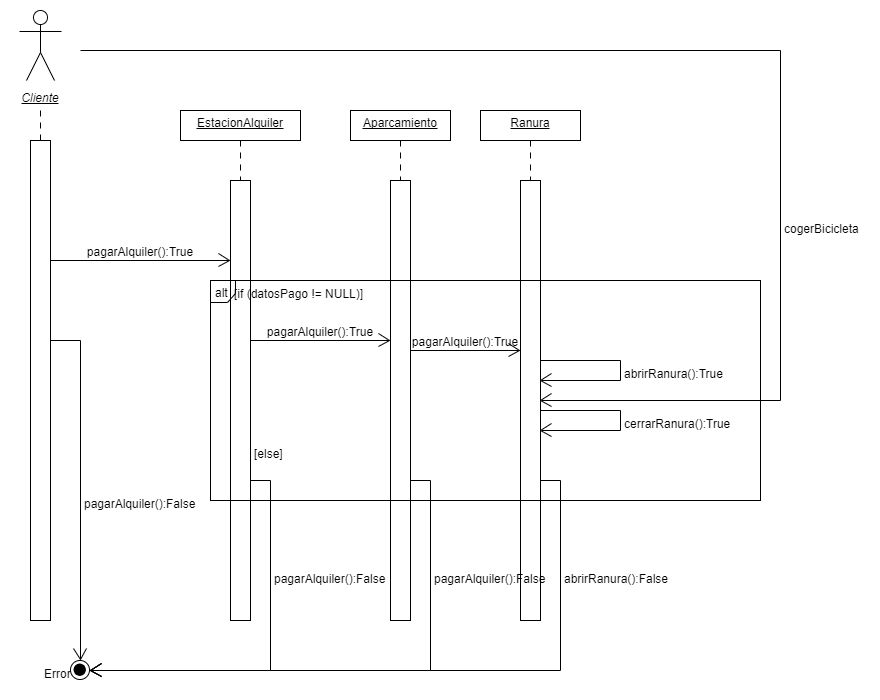 Cliente
EstacionAlquiler
Aparcamiento
Ranura
cogerBicicleta
pagarAlquiler():True
alt
[if (datosPago != NULL)]
pagarAlquiler():True
pagarAlquiler():True
abrirRanura():True
cerrarRanura():True
[else]
pagarAlquiler():False
pagarAlquiler():False
pagarAlquiler():False
abrirRanura():False
Error